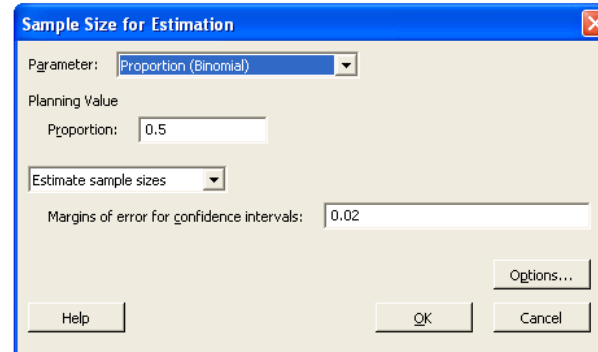 Sample Size for Estimation
Parameter: Proportion (Binomial)
Planning Value
Proportion: 0.5
Estimate sample sizes
Margins of error for confidence intervals: 0.02
Options...
Help OK Cancel